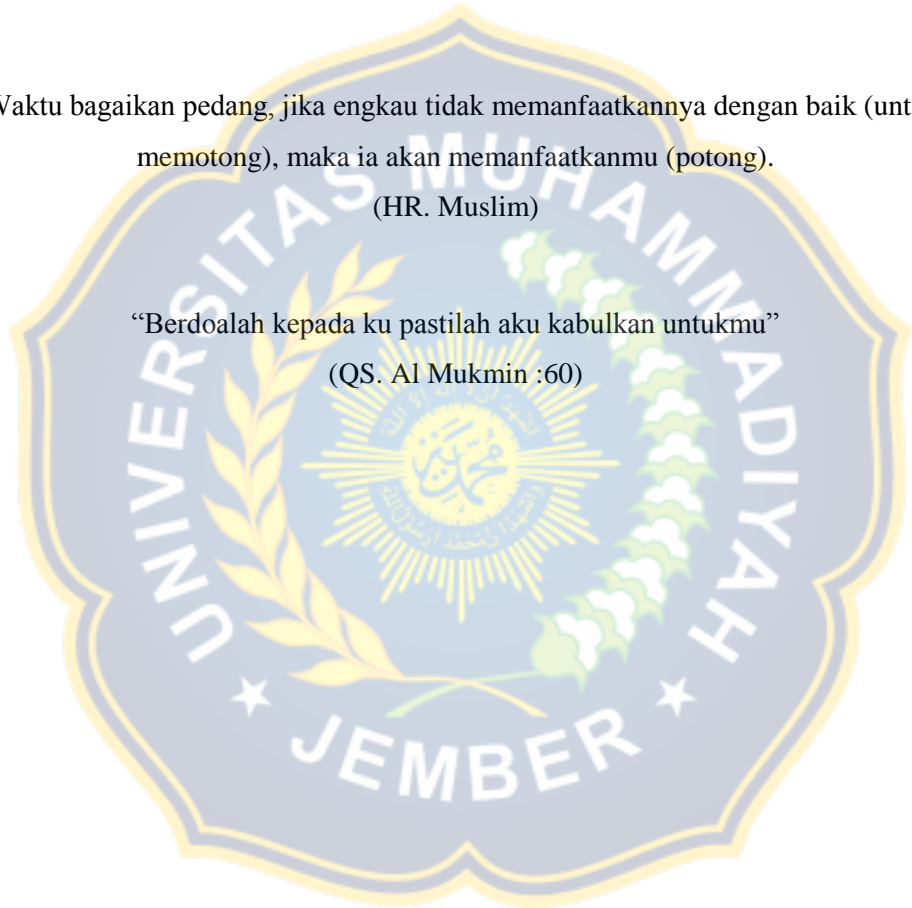 Waktu bagaikan pedang, jika engkau tidak memanfaatkannya dengan baik (unt
memotong), maka ia akan memanfaatkanmu (potong).
(HR. Muslim)
“Berdoalah kepada ku pastilah aku kabulkan untukmu”
(QS. Al Mukmin :60)
UNIVERSITAS MUHAMMADIYAH
JEMBER
محمد